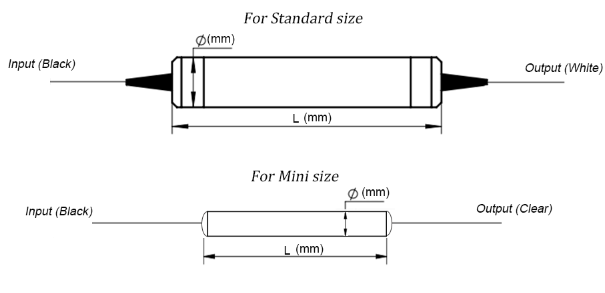 For Standard size
ϕ(mm)
Input (Black)
Output (White)
L (mm)
For Mini size
ϕ(mm)
Input (Black)
Output (Clear)
L (mm)